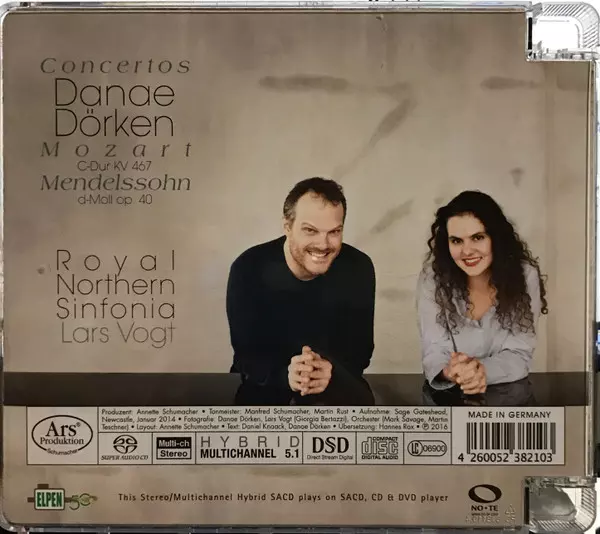 Concertos
Danae
Dörken
Mozart
C-Dur KV 467
Mendelssohn
d-Moll op. 40
Royal
Northern
Sinfonia
Lars Vogt
Ars
Produktion
Schumacher
Produzent: Annette Schumacher • Tonmeister: Manfred Schumacher, Martin Rust • Aufnahme: Sage Gateshead,
Newcastle, Januar 2014 • Fotografie: Danae Dörken, Lars Vogt (Giorgia Bertazzi), Orchester (Mark Savage, Martin
Teschner) • Layout: Annette Schumacher • Text: Daniel Knaack, Danae Dörken • Übersetzung: Hannes Rox • Ⓟ 2016
SUPER AUDIO CD
Multi-ch
Stereo
HYBRID
MULTICHANNEL 5.1
DSD
Direct Stream Digital
COMPACT
disc
DIGITAL AUDIO
LC 06900
MADE IN GERMANY
4 260052 382103
ELPEN
50
This Stereo/Multichannel Hybrid SACD plays on SACD, CD & DVD player
NO•TE